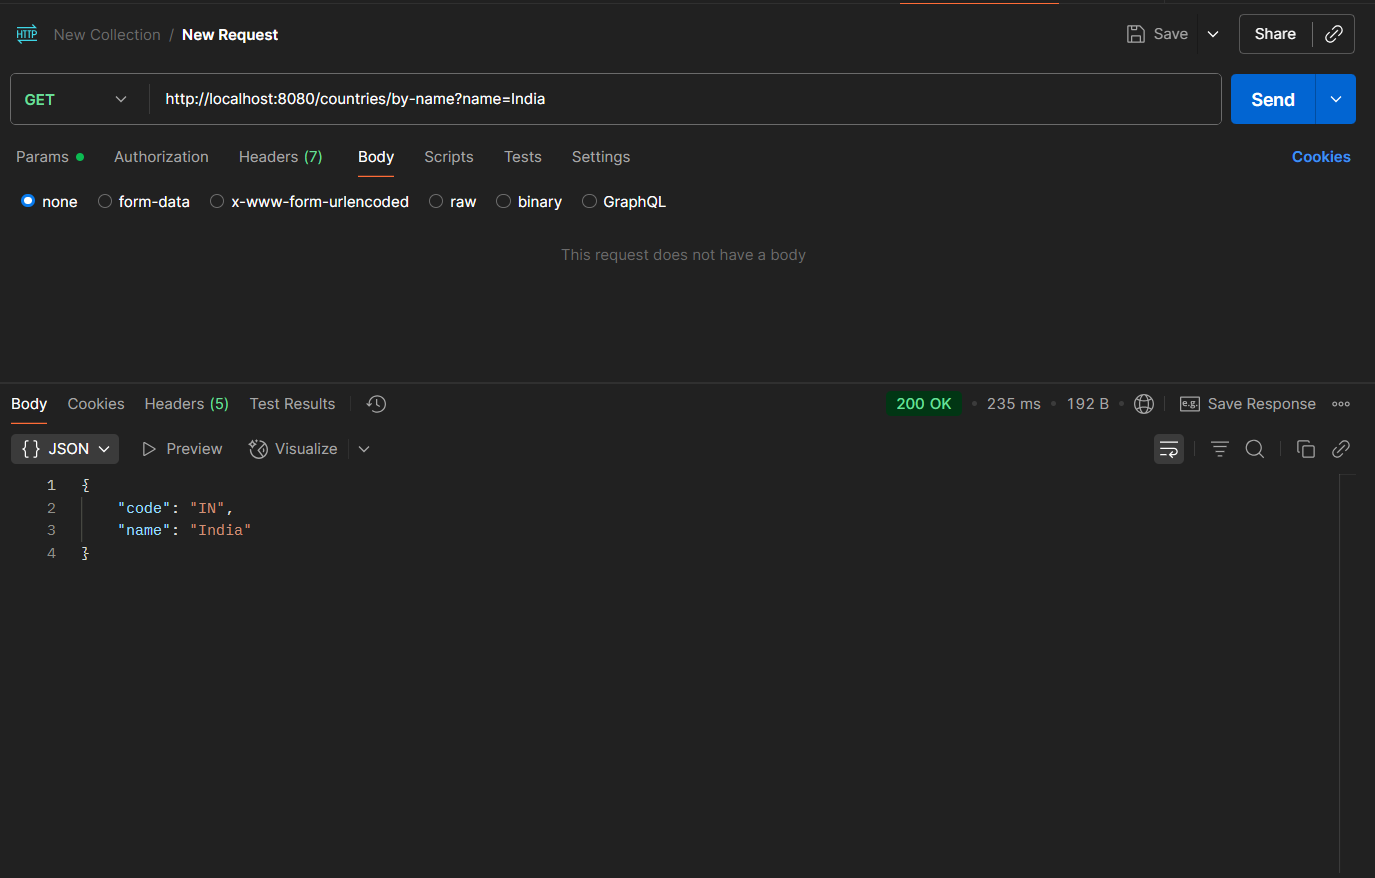 HTTP New Collection / New Request Save Share
GET http://localhost:8080/countries/by-name?name=India Send
Params Authorization Headers (7) Body Scripts Tests Settings Cookies
none form-data x-www-form-urlencoded raw binary GraphQL
This request does not have a body
Body Cookies Headers (5) Test Results 200 OK 235 ms 192 B e.g. Save Response
{} JSON Preview Visualize
1 {
2 "code": "IN",
3 "name": "India"
4 }